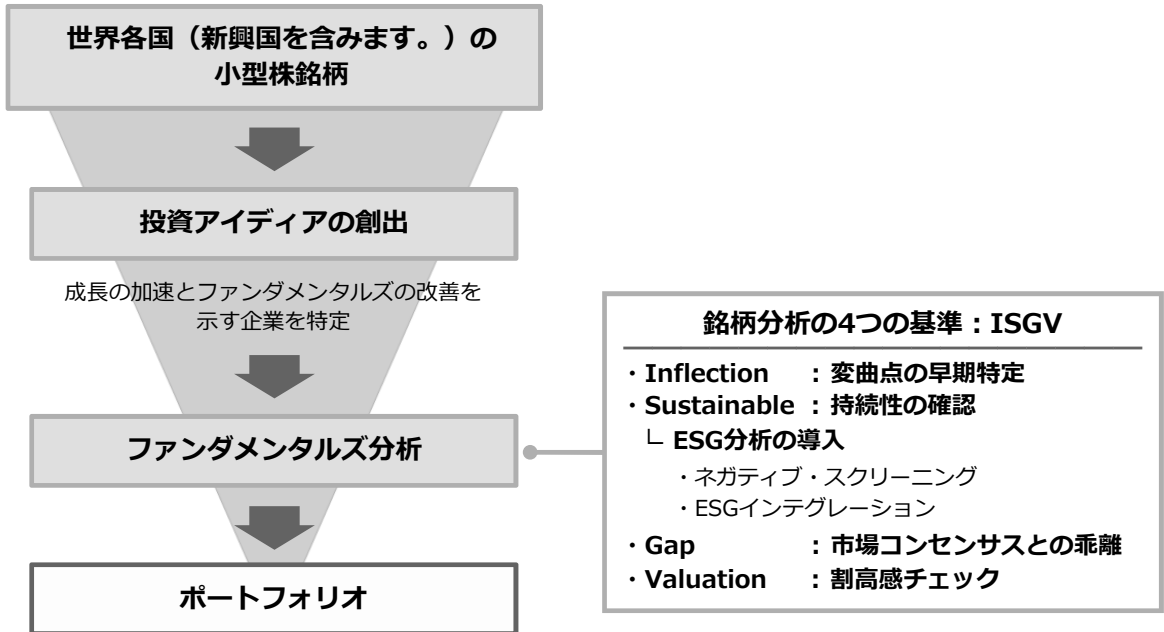 世界各国（新興国を含みます。）の
小型株銘柄
投資アイディアの創出
成長の加速とファンダメンタルズの改善を
示す企業を特定
ファンダメンタルズ分析
ポートフォリオ
銘柄分析の4つの基準：ISGV
・Inflection ：変曲点の早期特定
・Sustainable ：持続性の確認
└ ESG分析の導入
・ネガティブ・スクリーニング
・ESGインテグレーション
・Gap ：市場コンセンサスとの乖離
・Valuation ：割高感チェック